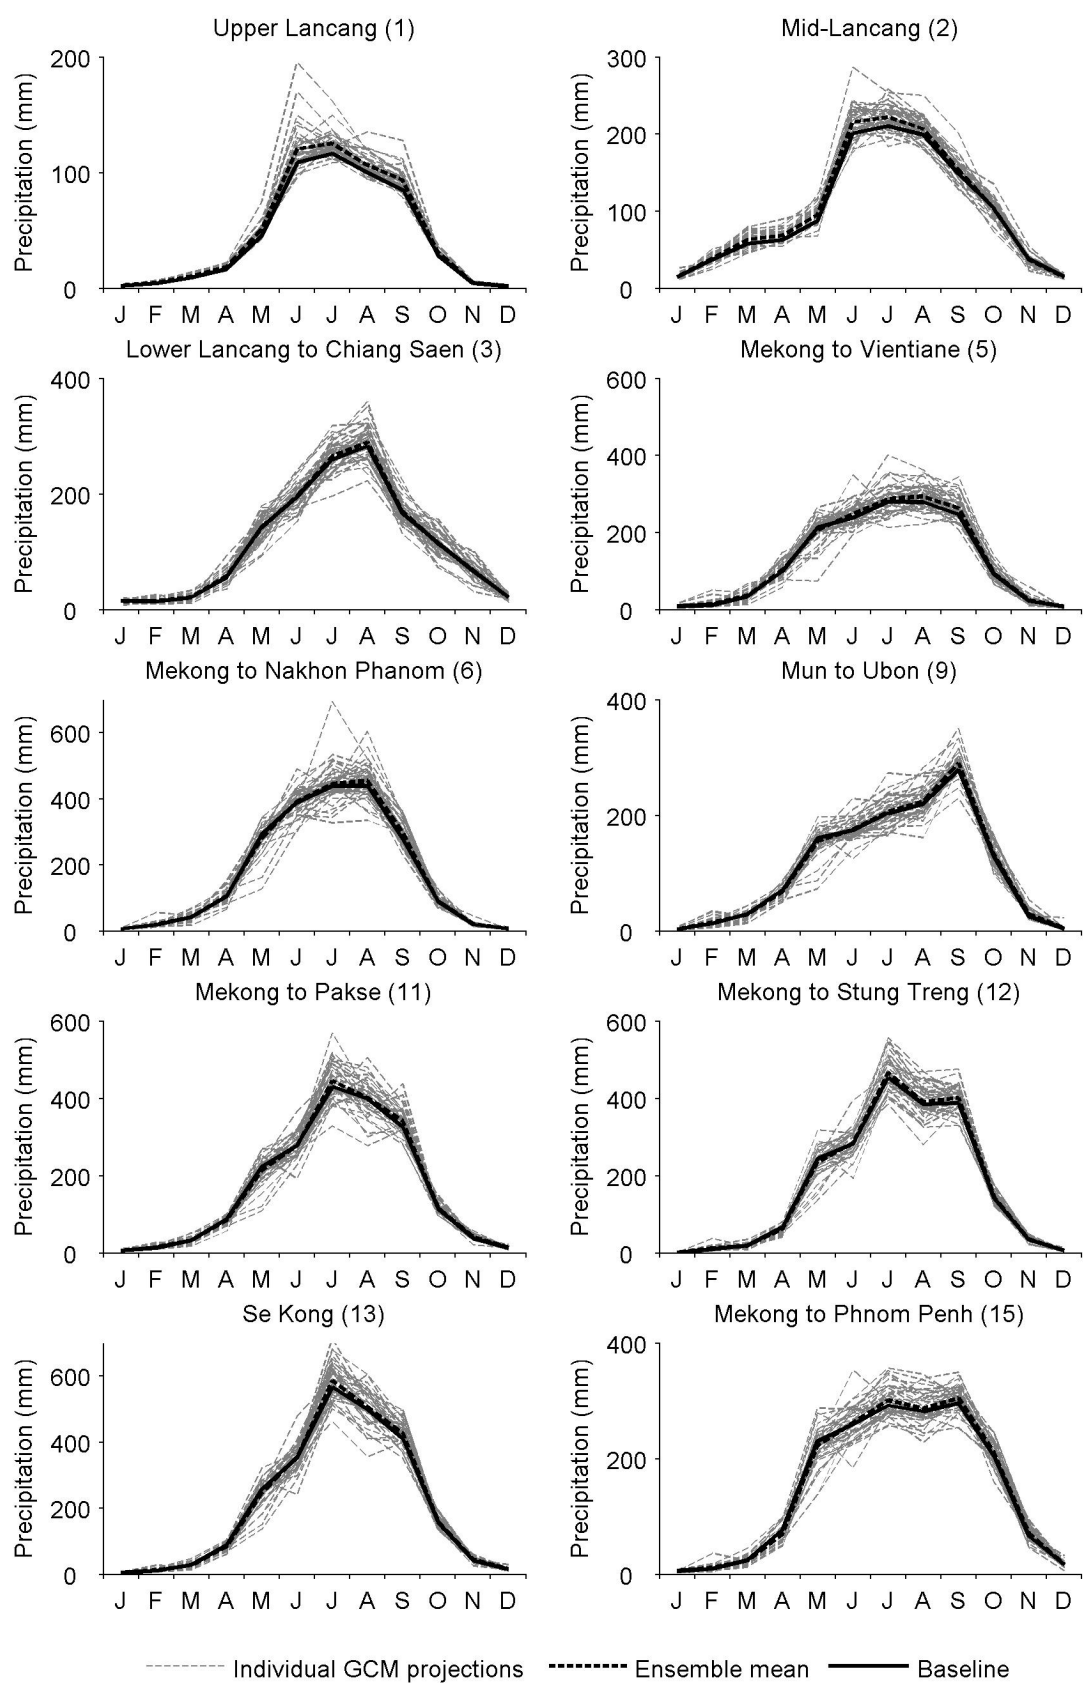 Upper Lancang (1)
Precipitation (mm)
200
100
0
J F M A M J J A S O N D
Mid-Lancang (2)
Precipitation (mm)
300
200
100
0
J F M A M J J A S O N D
Lower Lancang to Chiang Saen (3)
Precipitation (mm)
400
200
0
J F M A M J J A S O N D
Mekong to Vientiane (5)
Precipitation (mm)
600
400
200
0
J F M A M J J A S O N D
Mekong to Nakhon Phanom (6)
Precipitation (mm)
600
400
200
0
J F M A M J J A S O N D
Mun to Ubon (9)
Precipitation (mm)
400
200
0
J F M A M J J A S O N D
Mekong to Pakse (11)
Precipitation (mm)
600
400
200
0
J F M A M J J A S O N D
Mekong to Stung Treng (12)
Precipitation (mm)
600
400
200
0
J F M A M J J A S O N D
Se Kong (13)
Precipitation (mm)
600
400
200
0
J F M A M J J A S O N D
Mekong to Phnom Penh (15)
Precipitation (mm)
400
200
0
J F M A M J J A S O N D
Individual GCM projections Ensemble mean Baseline